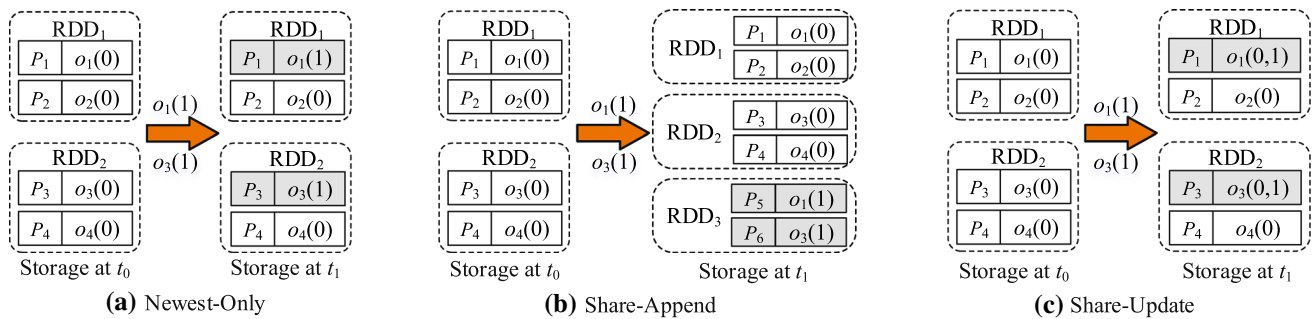 RDD₁
P₁ o₁(0)
P₂ o₂(0)
RDD₂
P₃ o₃(0)
P₄ o₄(0)
Storage at t₀
o₁(1)
o₃(1)
RDD₁
P₁ o₁(1)
P₂ o₂(0)
RDD₂
P₃ o₃(1)
P₄ o₄(0)
Storage at t₁
(a) Newest-Only
RDD₁
P₁ o₁(0)
P₂ o₂(0)
RDD₂
P₃ o₃(0)
P₄ o₄(0)
Storage at t₀
o₁(1)
o₃(1)
RDD₁
P₁ o₁(0)
P₂ o₂(0)
RDD₂
P₃ o₃(0)
P₄ o₄(0)
RDD₃
P₅ o₁(1)
P₆ o₃(1)
Storage at t₁
(b) Share-Append
RDD₁
P₁ o₁(0)
P₂ o₂(0)
RDD₂
P₃ o₃(0)
P₄ o₄(0)
Storage at t₀
o₁(1)
o₃(1)
RDD₁
P₁ o₁(0,1)
P₂ o₂(0)
RDD₂
P₃ o₃(0,1)
P₄ o₄(0)
Storage at t₁
(c) Share-Update